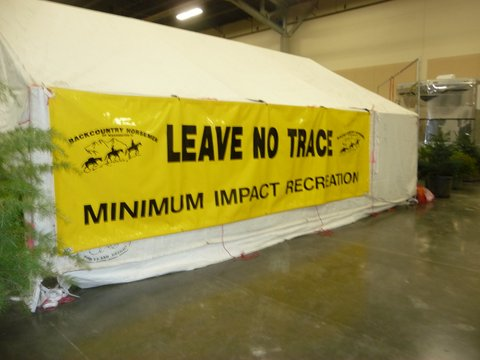 BACKCOUNTRY HORSEMEN
LEAVE NO TRACE
MINIMUM IMPACT RECREATION